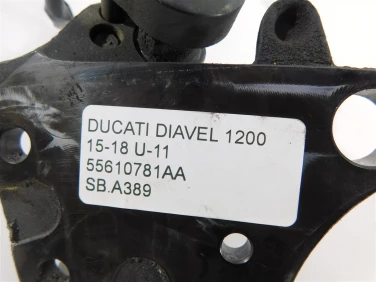 DUCATI DIAVEL 1200
15-18 U-11
55610781AA
SB.A389